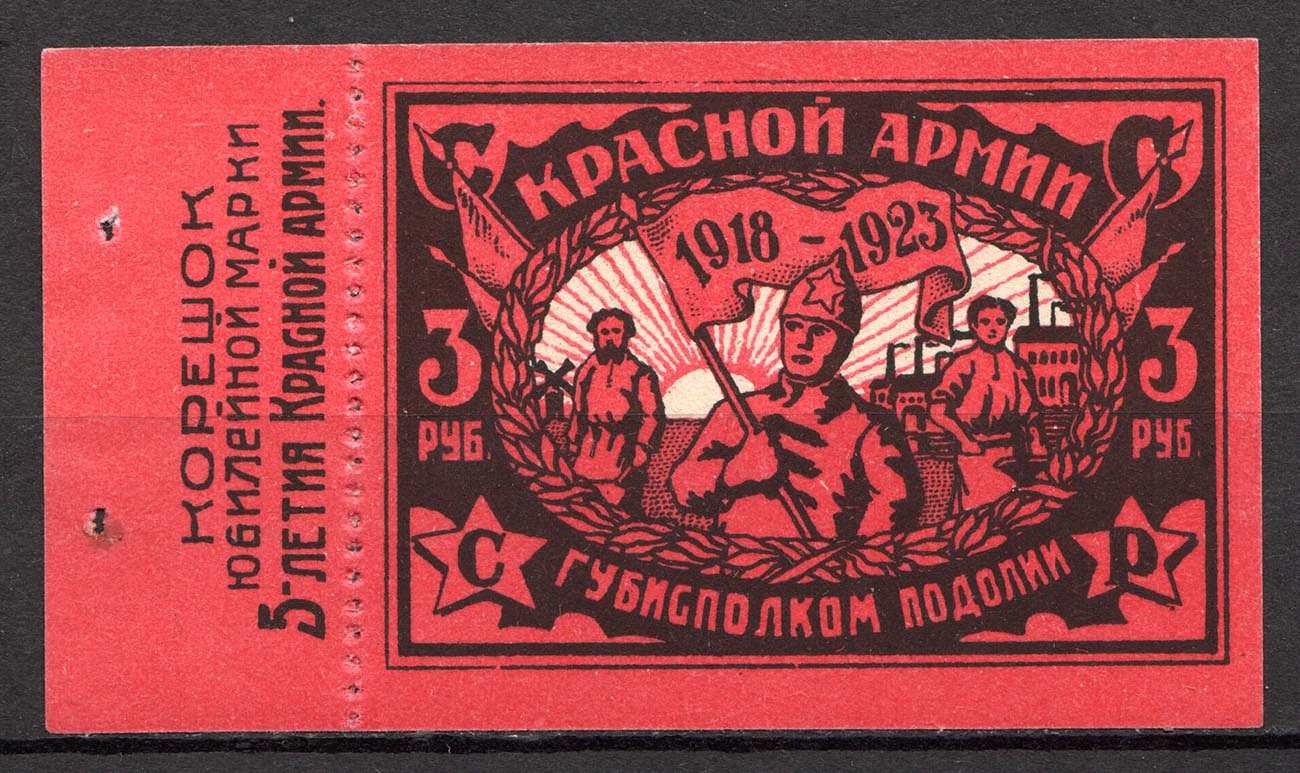 КОРЕШОК
ЮБИЛЕЙНОЙ МАРКИ
5-ЛЕТИЯ КРАСНОЙ АРМИИ.
С КРАСНОЙ АРМИИ С
1918 – 1923
3 РУБ.
3 РУБ.
С ГУБИСПОЛКОМ ПОДОЛИИ Р